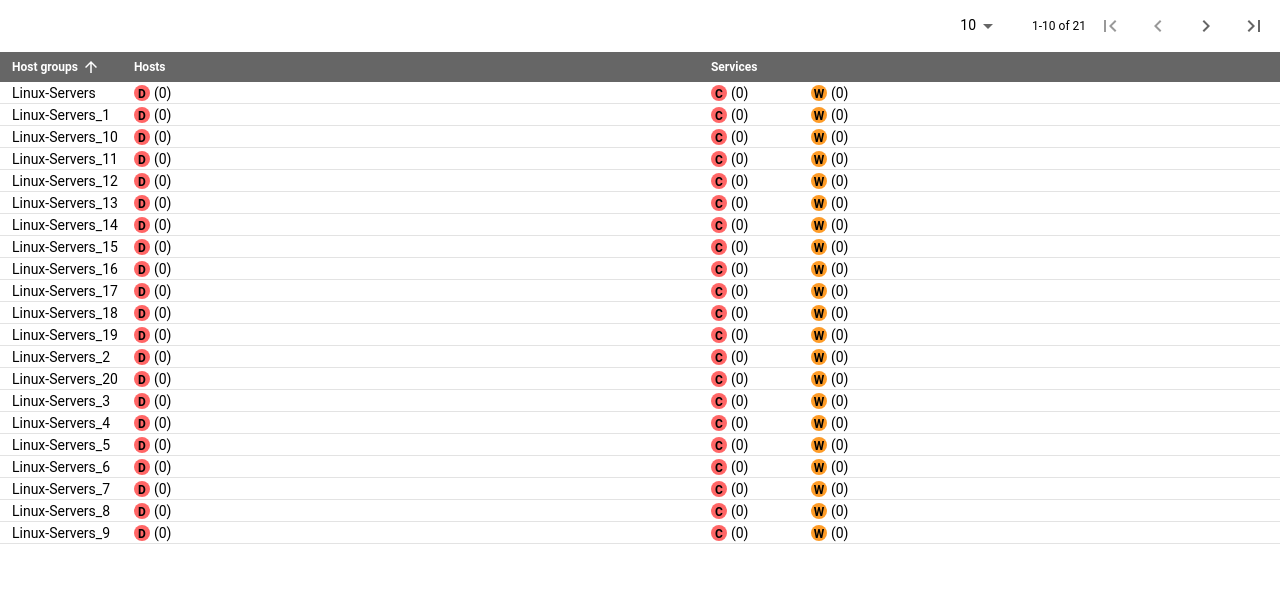 10 1-10 of 21
Host groups Hosts Services
Linux-Servers D (0) C (0) W (0)
Linux-Servers_1 D (0) C (0) W (0)
Linux-Servers_10 D (0) C (0) W (0)
Linux-Servers_11 D (0) C (0) W (0)
Linux-Servers_12 D (0) C (0) W (0)
Linux-Servers_13 D (0) C (0) W (0)
Linux-Servers_14 D (0) C (0) W (0)
Linux-Servers_15 D (0) C (0) W (0)
Linux-Servers_16 D (0) C (0) W (0)
Linux-Servers_17 D (0) C (0) W (0)
Linux-Servers_18 D (0) C (0) W (0)
Linux-Servers_19 D (0) C (0) W (0)
Linux-Servers_2 D (0) C (0) W (0)
Linux-Servers_20 D (0) C (0) W (0)
Linux-Servers_3 D (0) C (0) W (0)
Linux-Servers_4 D (0) C (0) W (0)
Linux-Servers_5 D (0) C (0) W (0)
Linux-Servers_6 D (0) C (0) W (0)
Linux-Servers_7 D (0) C (0) W (0)
Linux-Servers_8 D (0) C (0) W (0)
Linux-Servers_9 D (0) C (0) W (0)